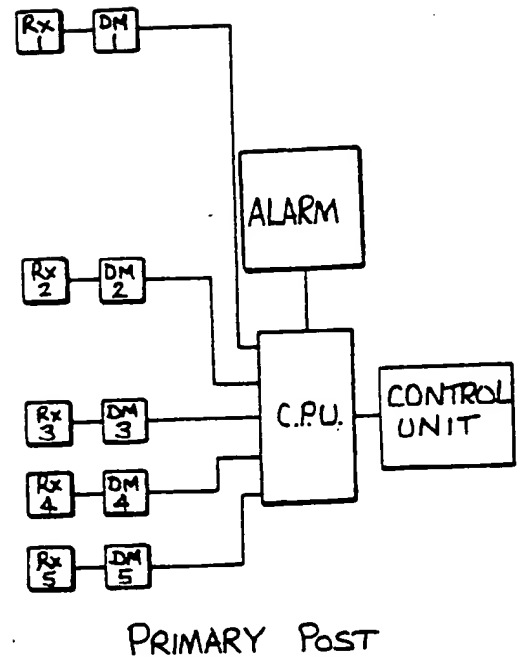 Rx DM
1 1
ALARM
Rx DM
2 2
Rx DM
3 3
C.P.U.
CONTROL
UNIT
Rx DM
4 4
Rx DM
5 5
PRIMARY POST